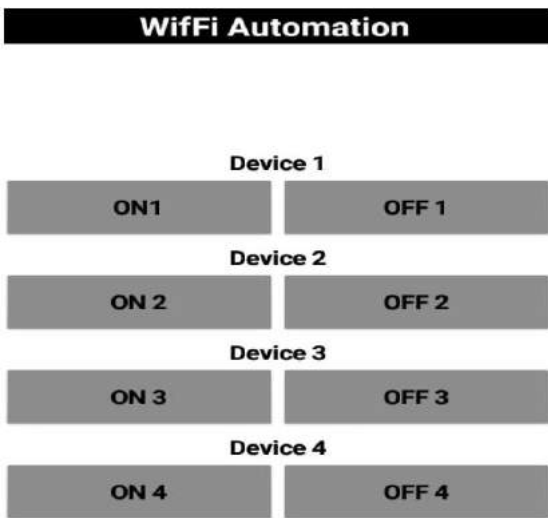 WifFi Automation
Device 1
ON1 OFF 1
Device 2
ON 2 OFF 2
Device 3
ON 3 OFF 3
Device 4
ON 4 OFF 4